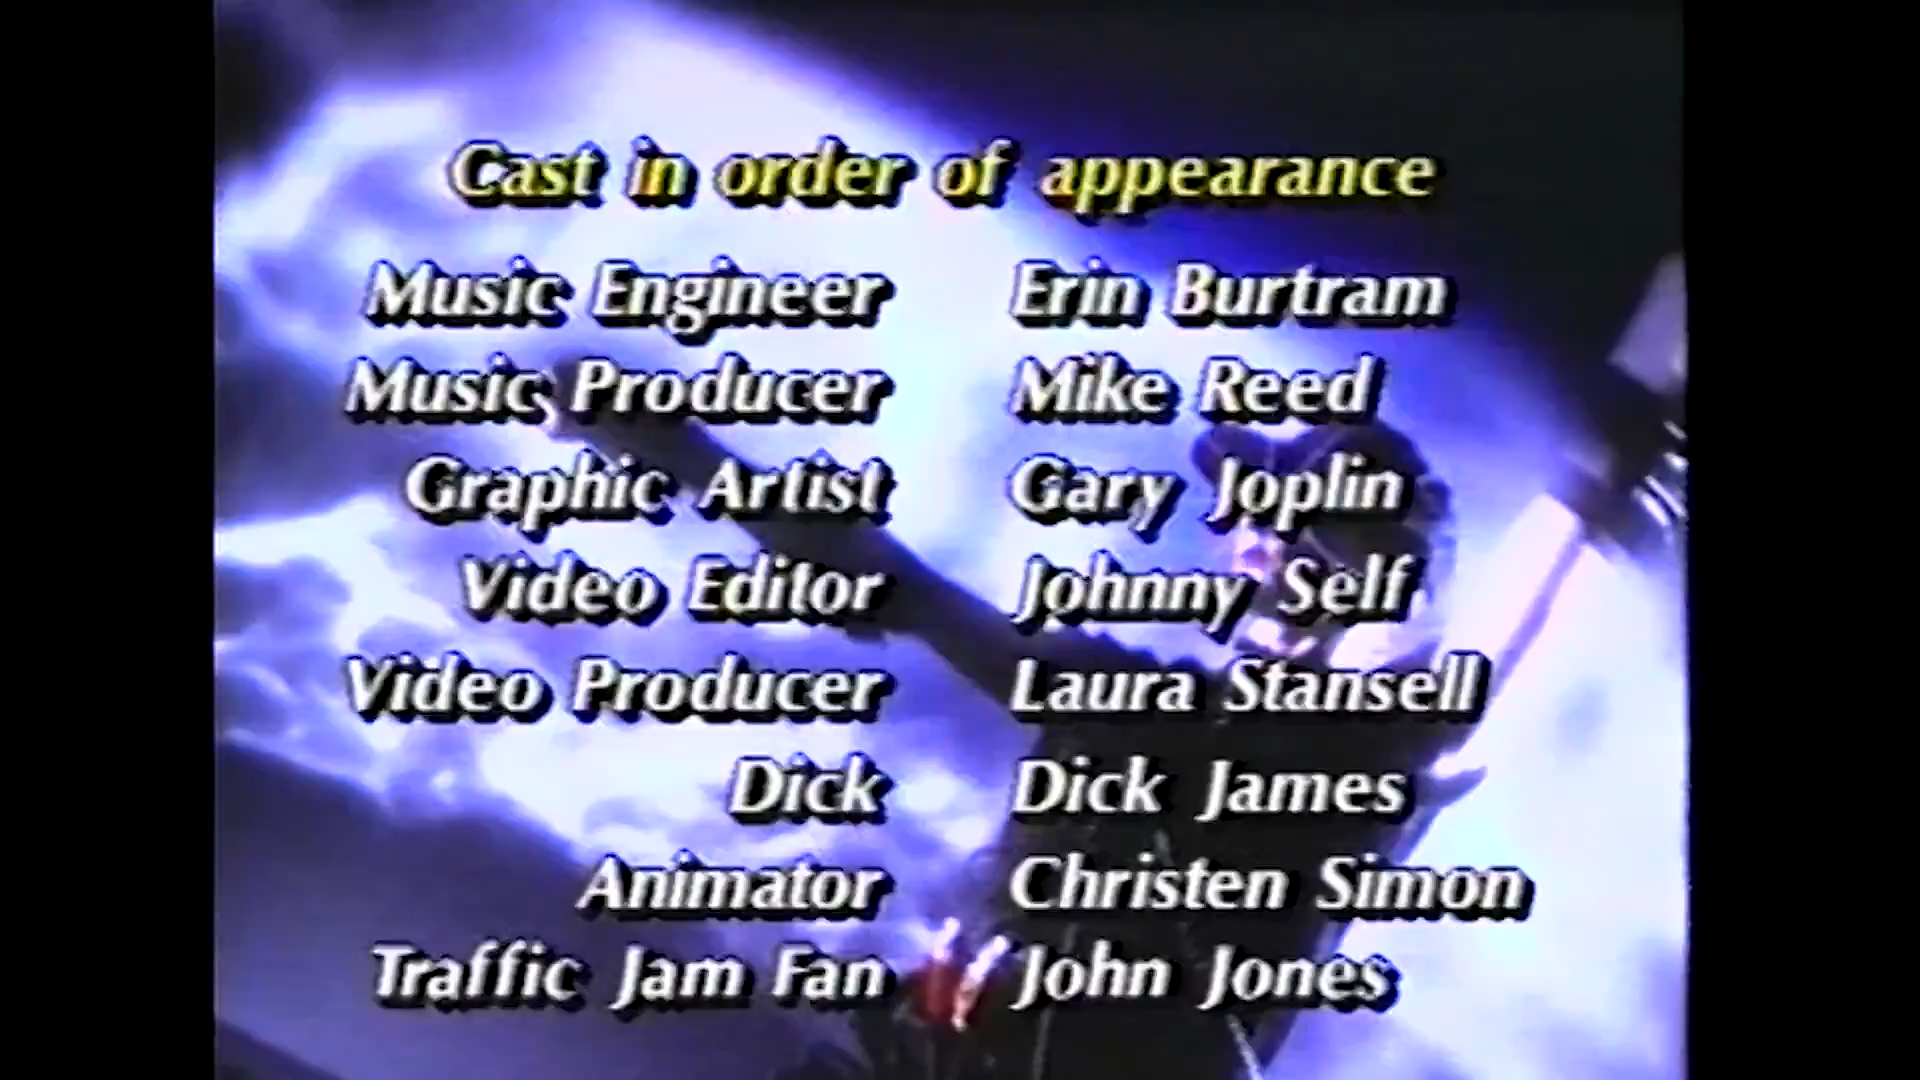 Cast in order of appearance
Music Engineer Erin Burtram
Music Producer Mike Reed
Graphic Artist Gary Joplin
Video Editor Johnny Self
Video Producer Laura Stansell
Dick Dick James
Animator Christen Simon
Traffic Jam Fan John Jones